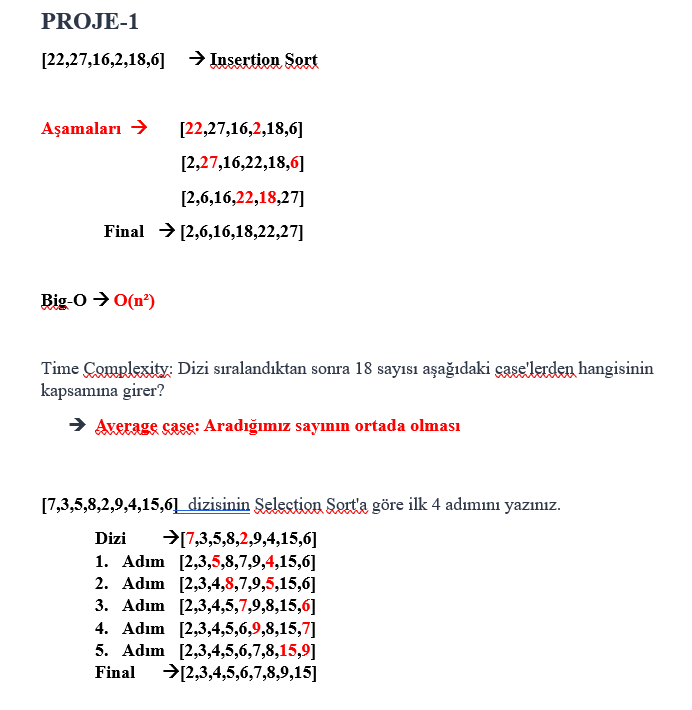 PROJE-1
[22,27,16,2,18,6] → Insertion Sort
Aşamaları → [22,27,16,2,18,6]
[2,27,16,22,18,6]
[2,6,16,22,18,27]
Final → [2,6,16,18,22,27]
Big-O → O(n²)
Time Complexity: Dizi sıralandıktan sonra 18 sayısı aşağıdaki case'lerden hangisinin
kapsamına girer?
→ Average case: Aradığımız sayının ortada olması
[7,3,5,8,2,9,4,15,6] dizisinin Selection Sort'a göre ilk 4 adımını yazınız.
Dizi →[7,3,5,8,2,9,4,15,6]
1. Adım [2,3,5,8,7,9,4,15,6]
2. Adım [2,3,4,8,7,9,5,15,6]
3. Adım [2,3,4,5,7,9,8,15,6]
4. Adım [2,3,4,5,6,9,8,15,7]
5. Adım [2,3,4,5,6,7,8,15,9]
Final →[2,3,4,5,6,7,8,9,15]